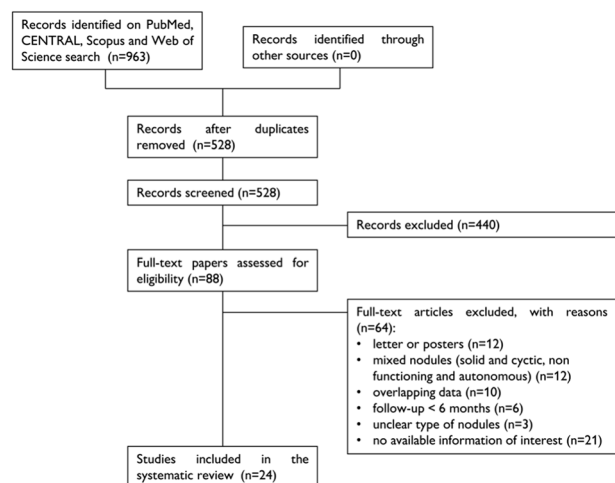 Records identified on PubMed,
CENTRAL, Scopus and Web of
Science search (n=963)
Records identified through
other sources (n=0)
Records after duplicates
removed (n=528)
Records screened (n=528)
Records excluded (n=440)
Full-text papers assessed for
eligibility (n=88)
Full-text articles excluded, with reasons
(n=64):
• letter or posters (n=12)
• mixed nodules (solid and cyctic, non
functioning and autonomous) (n=12)
• overlapping data (n=10)
• follow-up < 6 months (n=6)
• unclear type of nodules (n=3)
• no available information of interest (n=21)
Studies included in the
systematic review (n=24)